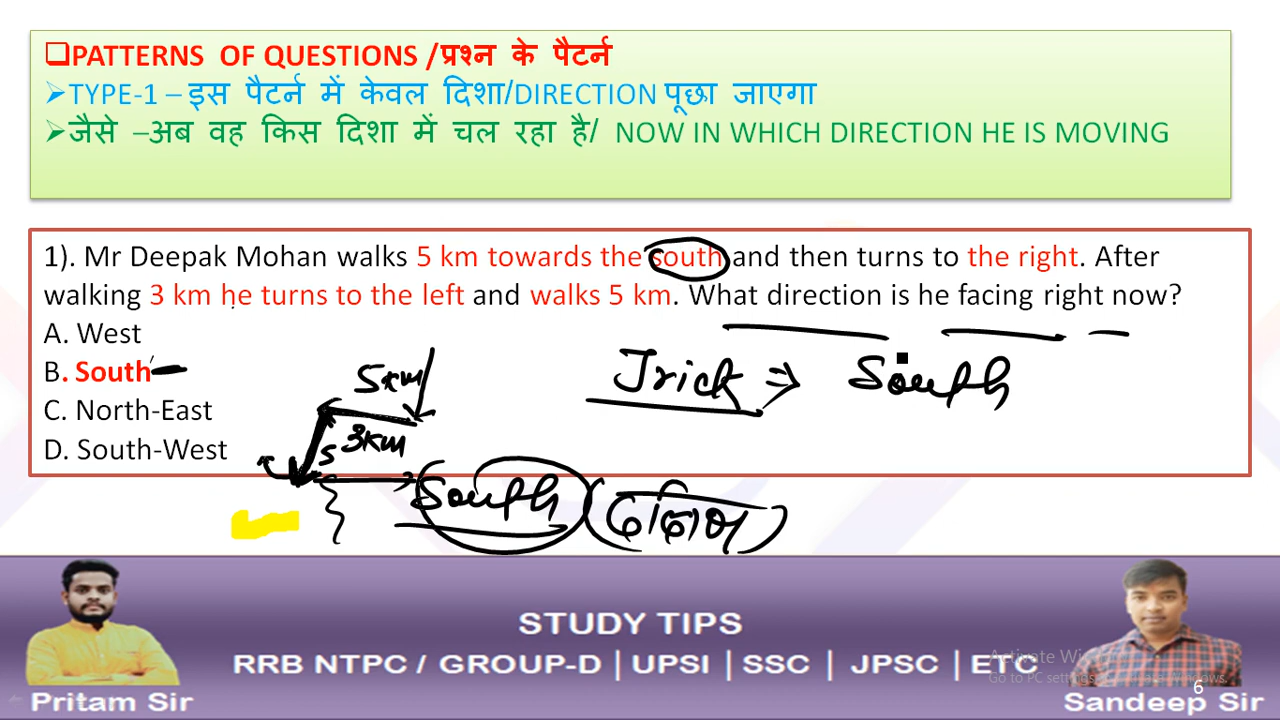 ❑PATTERNS OF QUESTIONS /प्रश्न के पैटर्न
➢TYPE-1 – इस पैटर्न में केवल दिशा/DIRECTION पूछा जाएगा
➢जैसे –अब वह किस दिशा में चल रहा है/ NOW IN WHICH DIRECTION HE IS MOVING
1). Mr Deepak Mohan walks 5 km towards the south and then turns to the right. After
walking 3 km he turns to the left and walks 5 km. What direction is he facing right now?
A. West
B. South
C. North-East
D. South-West
Trick ⇒ South
5km
3km
5
South (दक्षिण)
STUDY TIPS
RRB NTPC / GROUP-D | UPSI | SSC | JPSC | ETC
Pritam Sir
Sandeep Sir
6